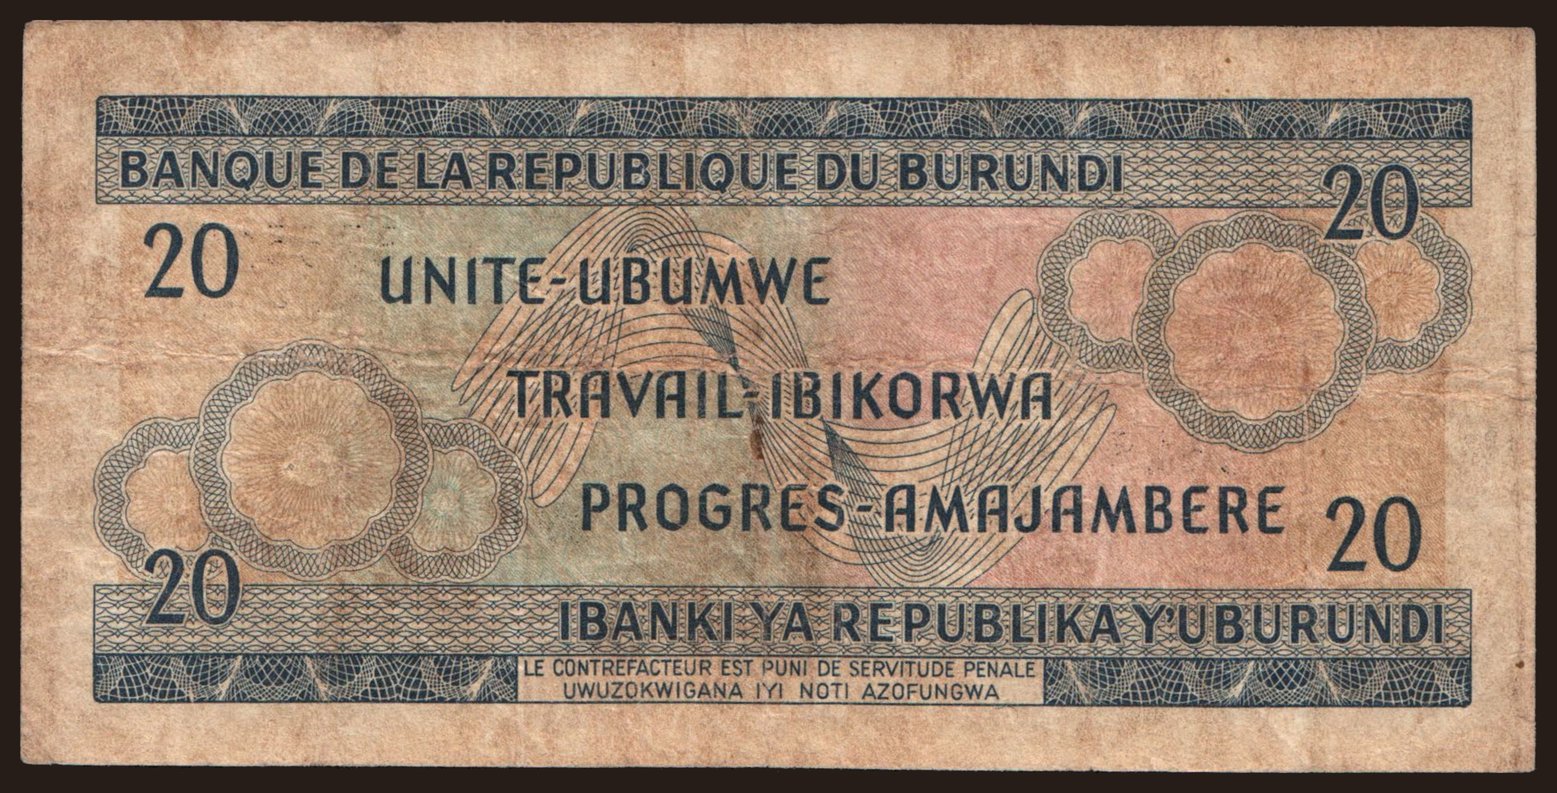 BANQUE DE LA REPUBLIQUE DU BURUNDI
20
20
UNITE-UBUMWE
TRAVAIL-IBIKORWA
PROGRES-AMAJAMBERE
20
20
IBANKI YA REPUBLIKA Y'UBURUNDI
LE CONTREFACTEUR EST PUNI DE SERVITUDE PENALE
UWUZOKWIGANA IYI NOTI AZOFUNGWA